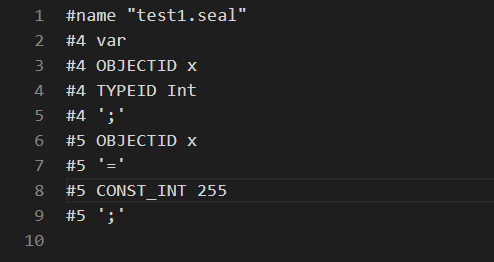 1 #name "test1.seal"
2 #4 var
3 #4 OBJECTID x
4 #4 TYPEID Int
5 #4 ';'
6 #5 OBJECTID x
7 #5 '='
8 #5 CONST_INT 255
9 #5 ';'
10